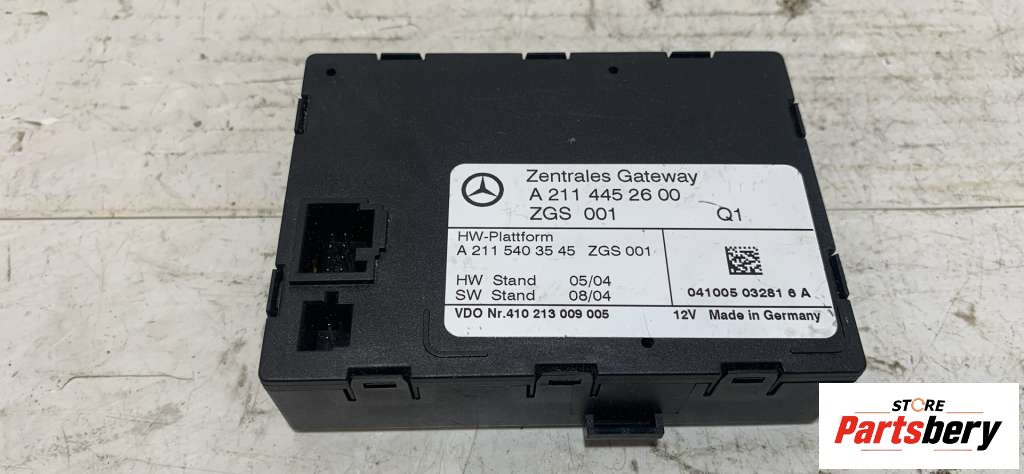 Zentrales Gateway
A 211 445 26 00
ZGS 001 Q1
HW-Plattform
A 211 540 35 45 ZGS 001
HW Stand 05/04
SW Stand 08/04
041005 03281 6 A
VDO Nr.410 213 009 005 12V Made in Germany
STORE
Partsbery